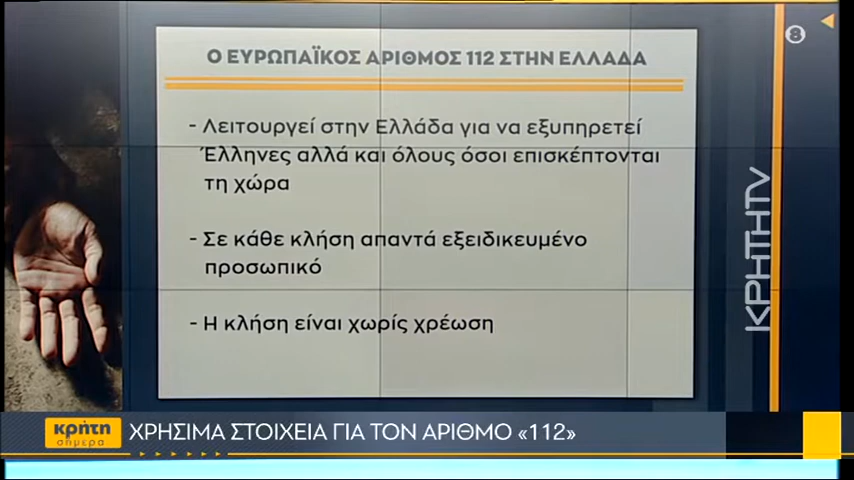 Ο ΕΥΡΩΠΑΪΚΟΣ ΑΡΙΘΜΟΣ 112 ΣΤΗΝ ΕΛΛΑΔΑ
- Λειτουργεί στην Ελλάδα για να εξυπηρετεί
Έλληνες αλλά και όλους όσοι επισκέπτονται
τη χώρα
- Σε κάθε κλήση απαντά εξειδικευμένο
προσωπικό
- Η κλήση είναι χωρίς χρέωση
8
ΚΡΗΤΗTV
κρήτη
σήμερα
ΧΡΗΣΙΜΑ ΣΤΟΙΧΕΙΑ ΓΙΑ ΤΟΝ ΑΡΙΘΜΟ «112»